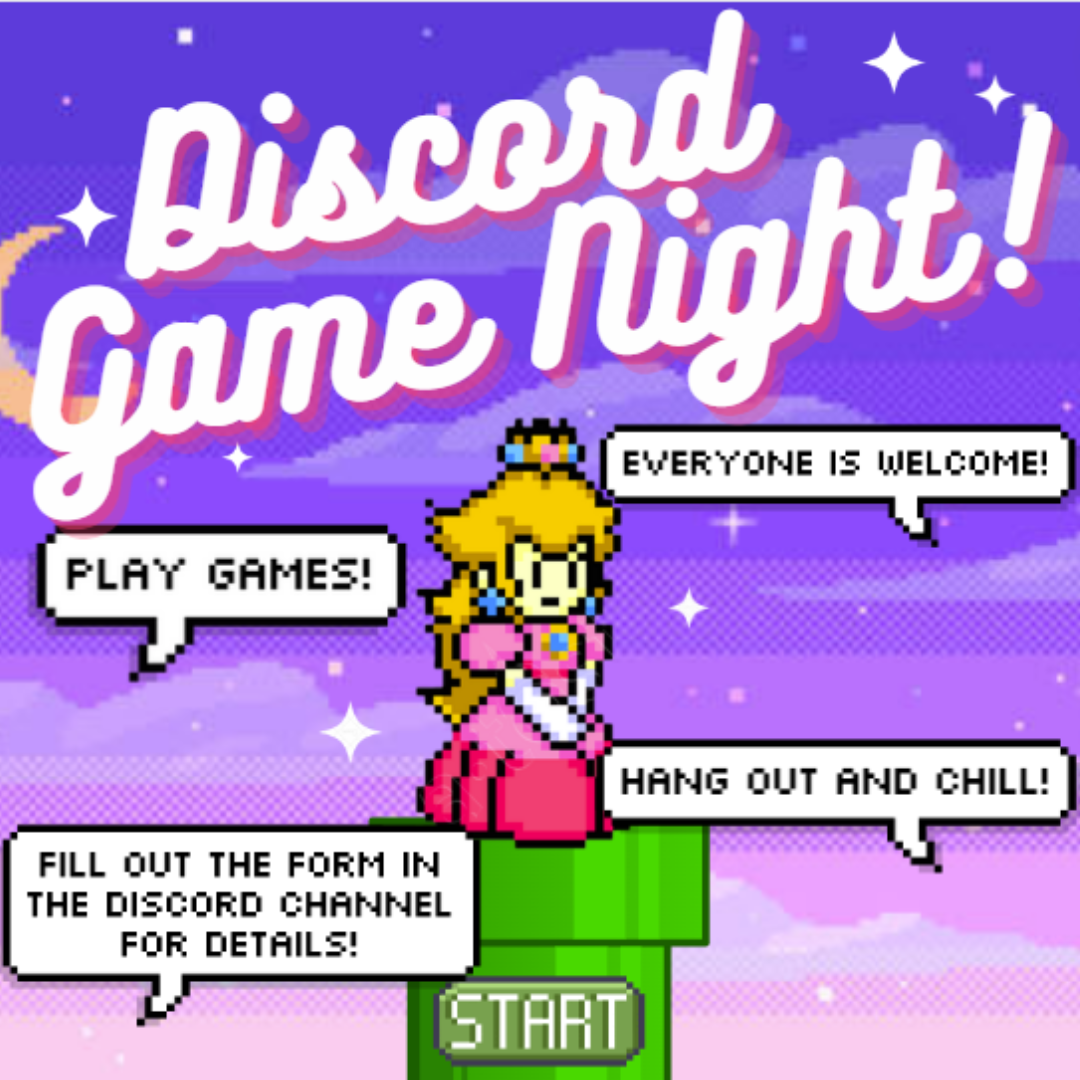 Discord
Game Night!
EVERYONE IS WELCOME!
PLAY GAMES!
HANG OUT AND CHILL!
FILL OUT THE FORM IN
THE DISCORD CHANNEL
FOR DETAILS!
START